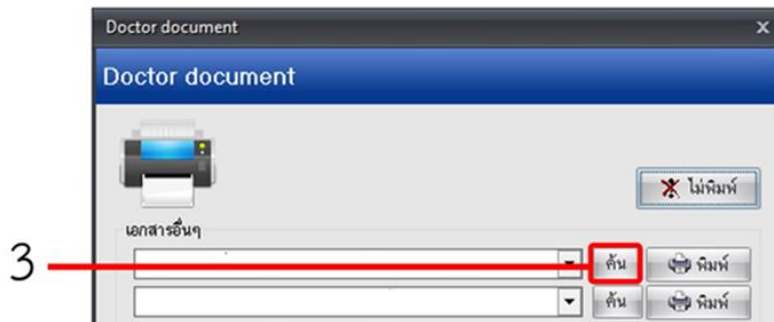 Doctor document
Doctor document
ไม่พิมพ์
เอกสารอื่นๆ
3
ค้น พิมพ์
ค้น พิมพ์